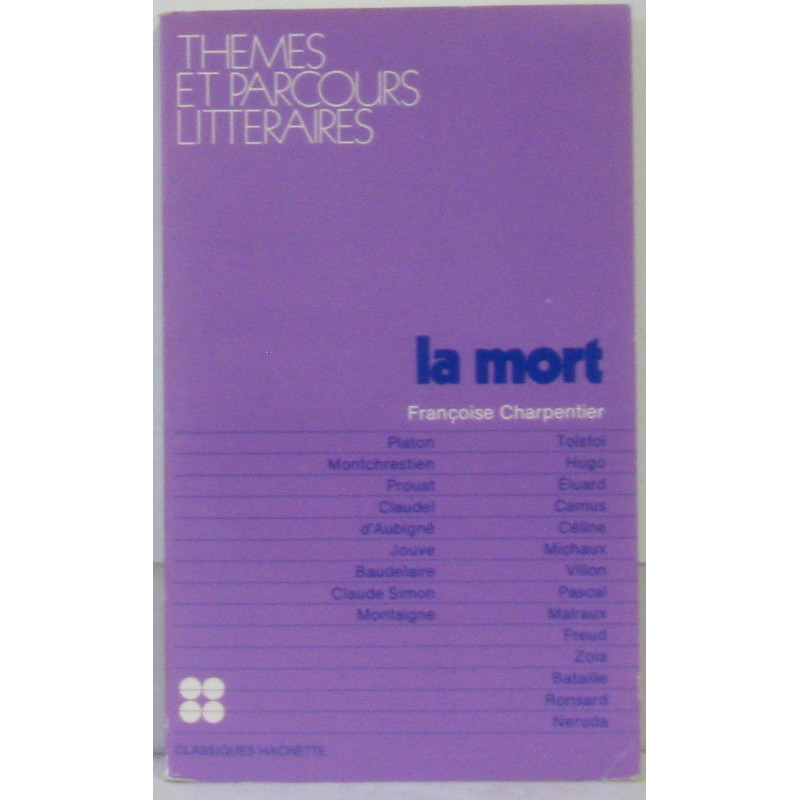 THEMES
ET PARCOURS
LITTERAIRES
la mort
Françoise Charpentier
Platon
Montchrestien
Proust
Claudel
d'Aubigné
Jouve
Baudelaire
Claude Simon
Montaigne
Tolstoï
Hugo
Éluard
Camus
Céline
Michaux
Villon
Pascal
Malraux
Freud
Zola
Bataille
Ronsard
Neruda
CLASSIQUES HACHETTE